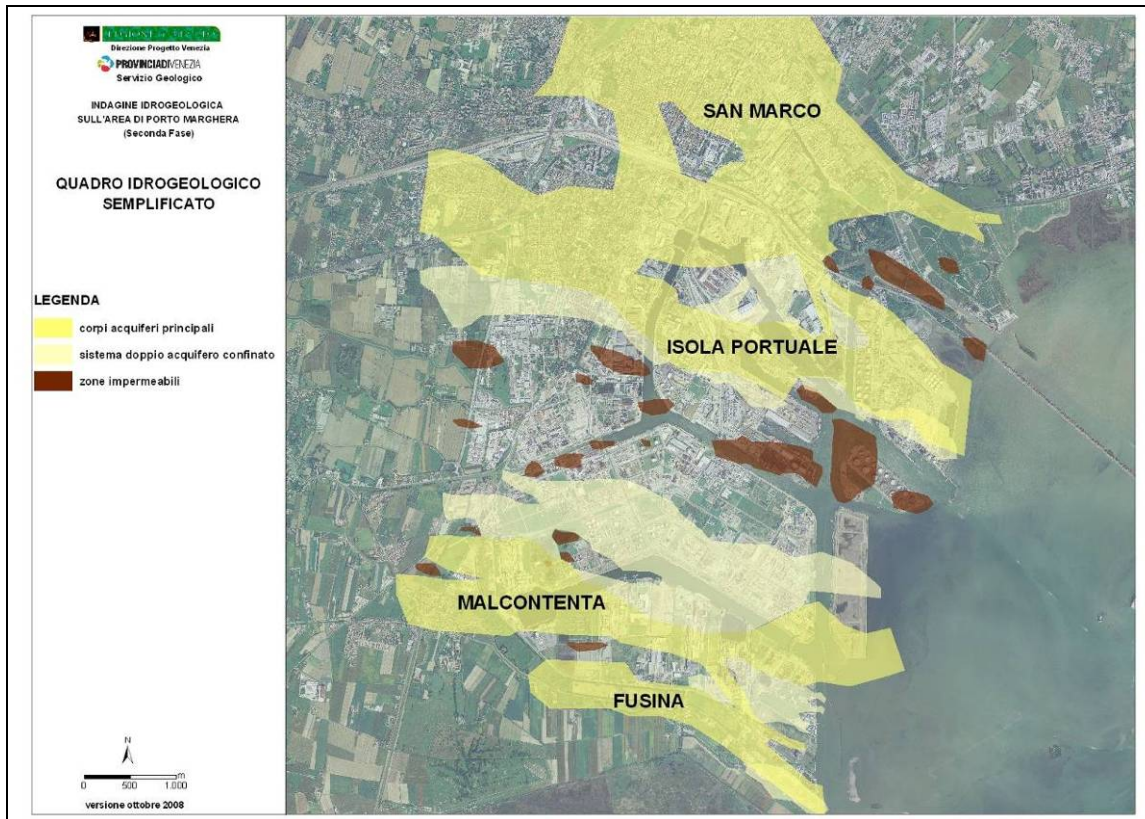 Direzione Progetto Venezia
PROVINCIADIVENEZIA
Servizio Geologico
INDAGINE IDROGEOLOGICA
SULL'AREA DI PORTO MARGHERA
(Seconda Fase)
QUADRO IDROGEOLOGICO
SEMPLIFICATO
LEGENDA
corpi acquiferi principali
sistema doppio acquifero confinato
zone impermeabili
N
m
0 500 1.000
versione ottobre 2008
SAN MARCO
ISOLA PORTUALE
MALCONTENTA
FUSINA